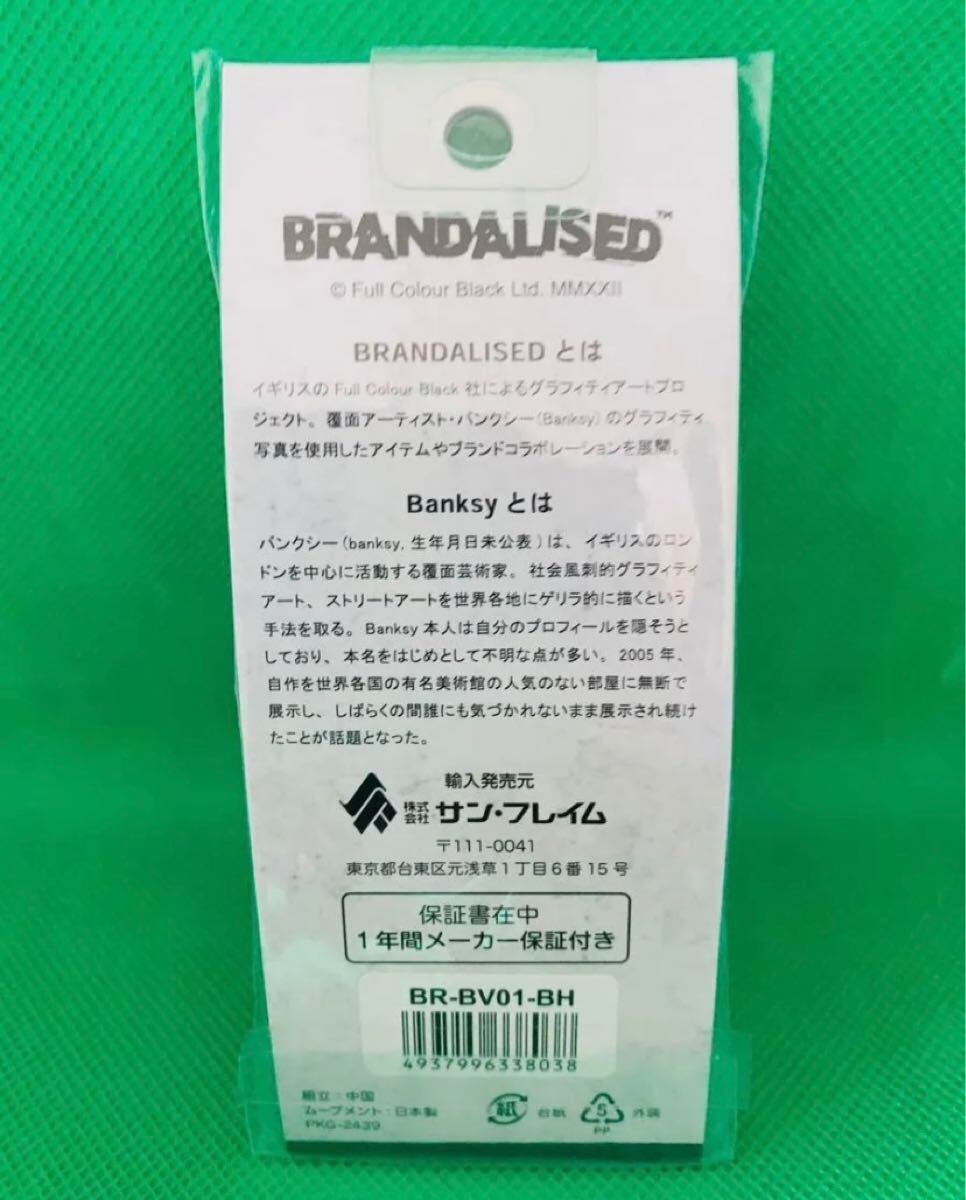 BRANDALISED™
© Full Colour Black Ltd. MMXXII
BRANDALISED とは
イギリスの Full Colour Black 社によるグラフィティアートプロ
ジェクト。覆面アーティスト・バンクシー(Banksy)のグラフィティ
写真を使用したアイテムやブランドコラボレーションを展開。
Banksy とは
バンクシー(banksy, 生年月日未公表)は、イギリスのロン
ドンを中心に活動する覆面芸術家。社会風刺的グラフィティ
アート、ストリートアートを世界各地にゲリラ的に描くという
手法を取る。Banksy 本人は自分のプロフィールを隠そうと
しており、本名をはじめとして不明な点が多い。2005 年、
自作を世界各国の有名美術館の人気のない部屋に無断で
展示し、しばらくの間誰にも気づかれないまま展示され続け
たことが話題となった。
輸入発売元
株式会社 サン・フレイム
〒111-0041
東京都台東区元浅草1丁目6番15号
保証書在中
1年間メーカー保証付き
BR-BV01-BH
4937996338038
組立:中国
ムーブメント:日本製
PKG-2439
紙 台紙
5 外装
PP